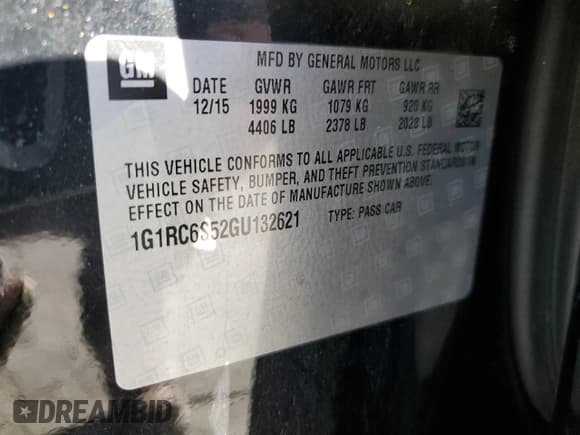 GM
MFD BY GENERAL MOTORS LLC
DATE GVWR GAWR FRT GAWR RR
12/15 1999 KG 1079 KG 920 KG
4406 LB 2378 LB 2028 LB
THIS VEHICLE CONFORMS TO ALL APPLICABLE U.S. FEDERAL MOTOR
VEHICLE SAFETY, BUMPER, AND THEFT PREVENTION STANDARDS IN
EFFECT ON THE DATE OF MANUFACTURE SHOWN ABOVE.
1G1RC6S52GU132621 TYPE: PASS CAR
DREAMBID